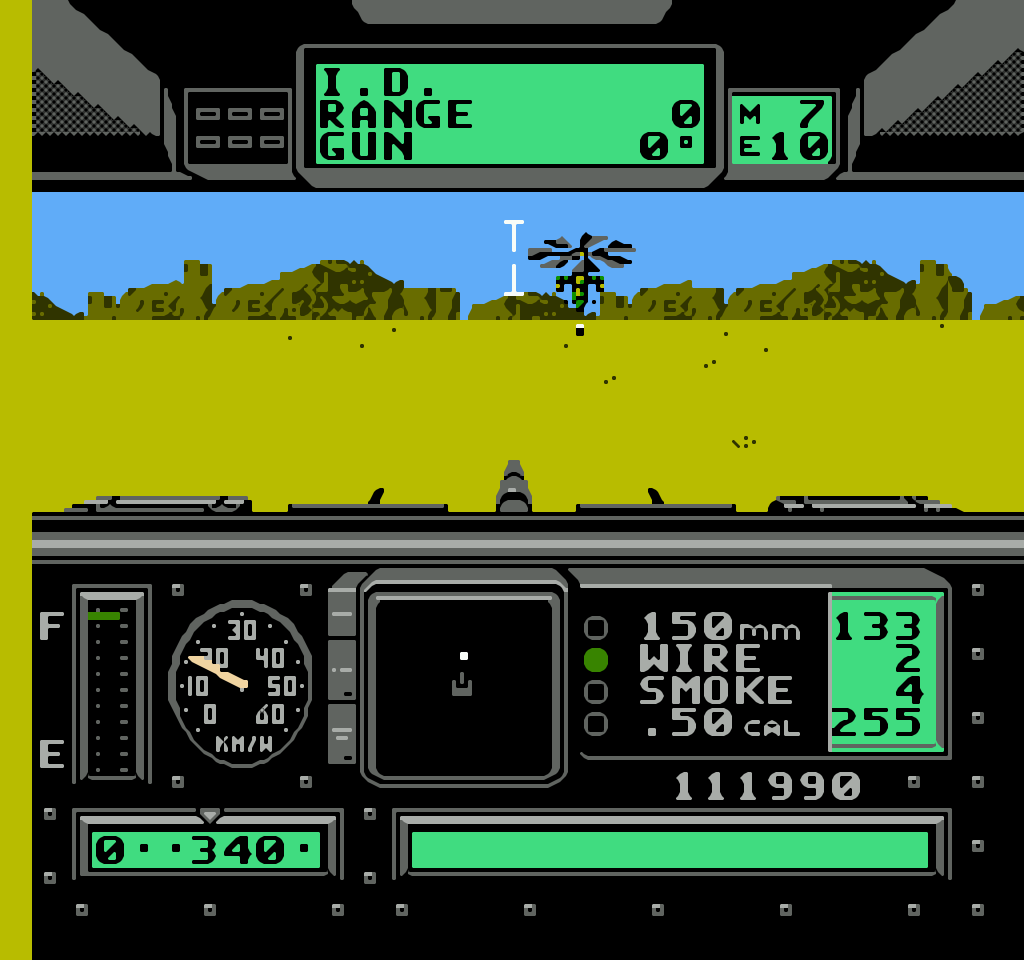 I.D.
RANGE 0
GUN 0°
M 7
E10
F
E
30
20 40
10 50
0 60
KM/W
150mm 133
WIRE 2
SMOKE 4
.50 CAL 255
111990
0··340·